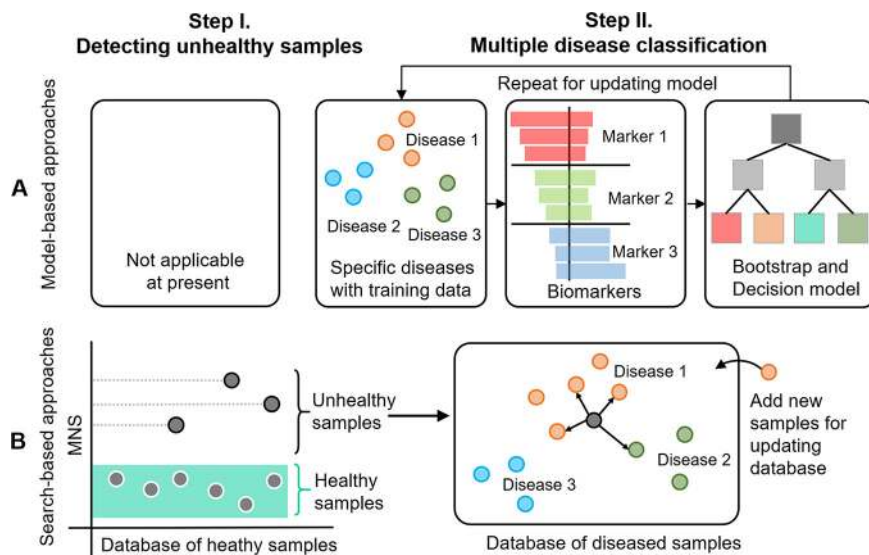 Step I.
Detecting unhealthy samples
Step II.
Multiple disease classification
Repeat for updating model
A
Model-based approaches
Not applicable
at present
Disease 1
Disease 2
Disease 3
Specific diseases
with training data
Marker 1
Marker 2
Marker 3
Biomarkers
Bootstrap and
Decision model
B
Search-based approaches
MNS
Unhealthy
samples
Healthy
samples
Database of heathy samples
Disease 1
Disease 2
Disease 3
Database of diseased samples
Add new
samples for
updating
database